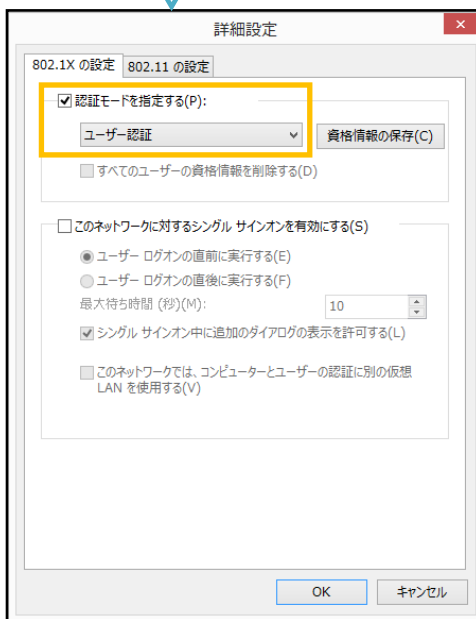 詳細設定
802.1X の設定 802.11 の設定
認証モードを指定する(P):
ユーザー認証 資格情報の保存(C)
すべてのユーザーの資格情報を削除する(D)
このネットワークに対するシングル サインオンを有効にする(S)
ユーザー ログオンの直前に実行する(E)
ユーザー ログオンの直後に実行する(F)
最大待ち時間 (秒)(M): 10
シングル サインオン中に追加のダイアログの表示を許可する(L)
このネットワークでは、コンピューターとユーザーの認証に別の仮想
LAN を使用する(V)
OK キャンセル